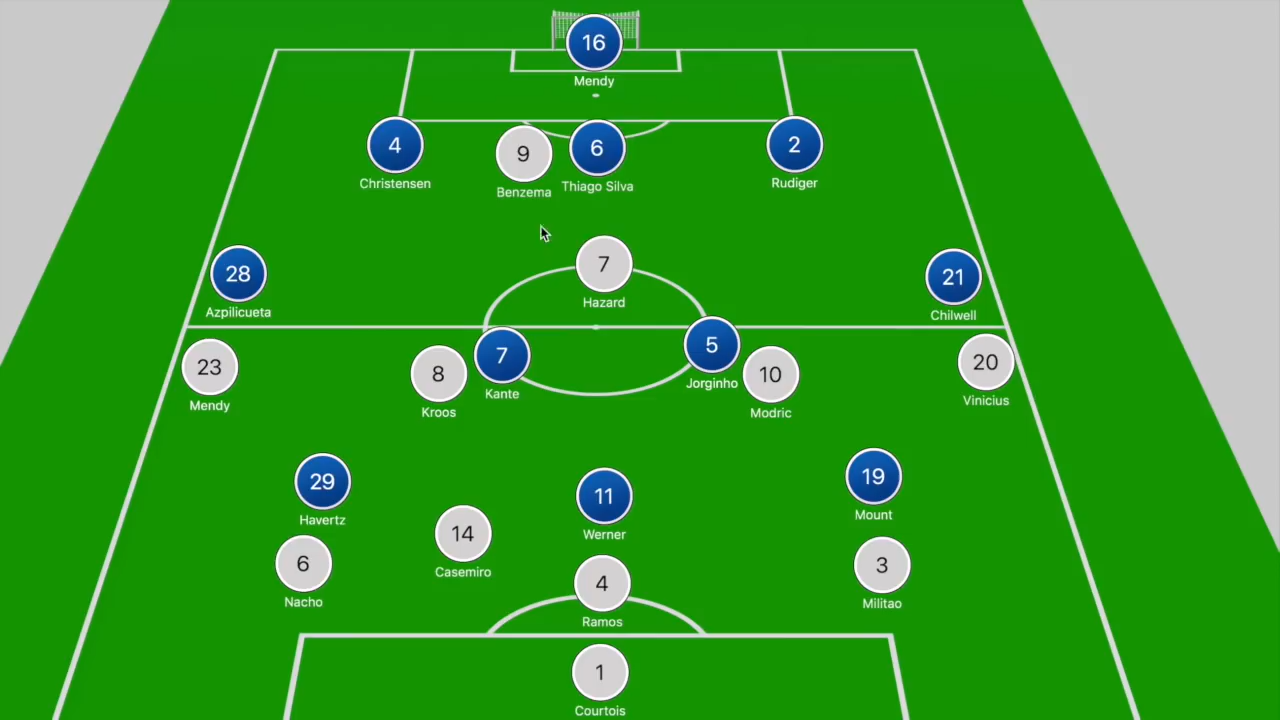 16
Mendy
4
Christensen
9
Benzema
6
Thiago Silva
2
Rudiger
7
Hazard
28
Azpilicueta
21
Chilwell
23
Mendy
8
Kroos
7
Kante
5
Jorginho
10
Modric
20
Vinicius
29
Havertz
11
Werner
19
Mount
6
Nacho
14
Casemiro
4
Ramos
3
Militao
1
Courtois